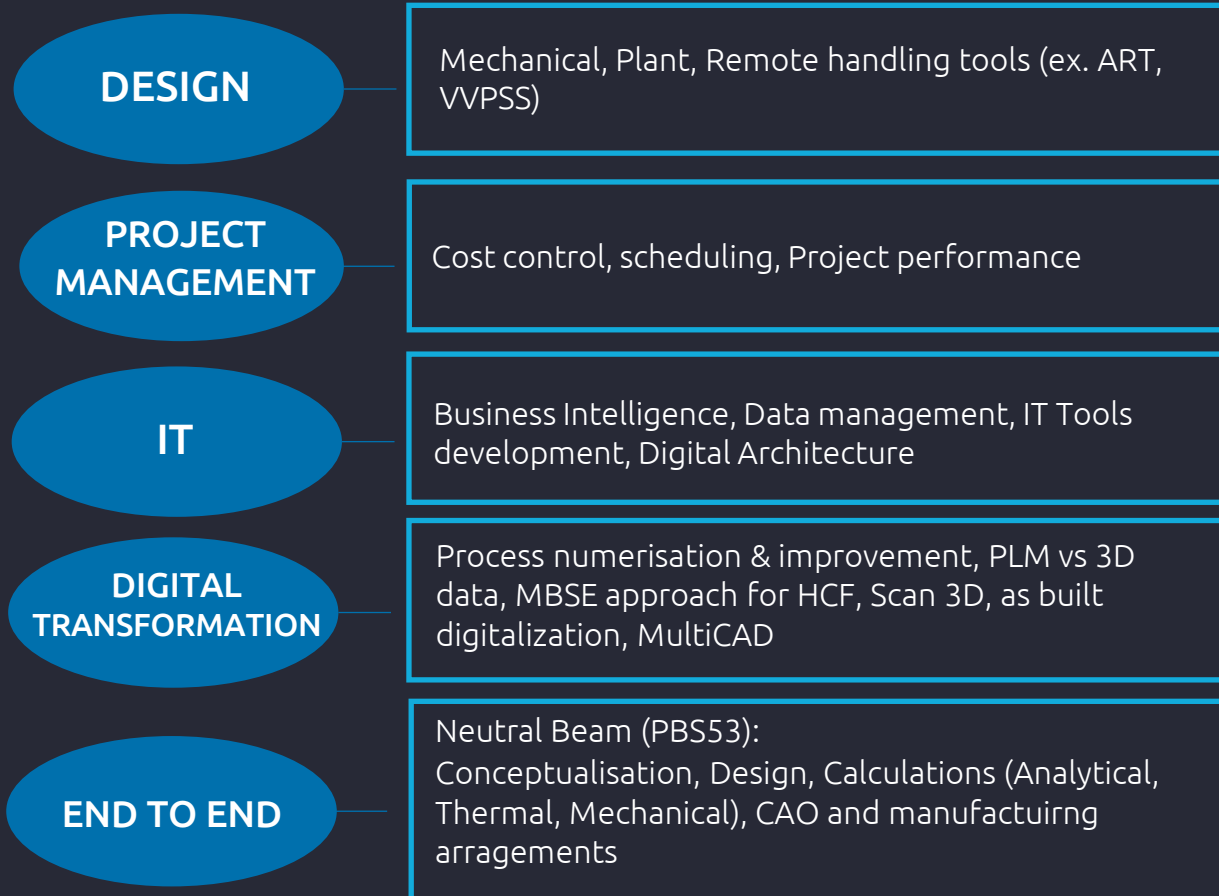 DESIGN
Mechanical, Plant, Remote handling tools (ex. ART,
VVPSS)
PROJECT
MANAGEMENT
Cost control, scheduling, Project performance
IT
Business Intelligence, Data management, IT Tools
development, Digital Architecture
DIGITAL
TRANSFORMATION
Process numerisation & improvement, PLM vs 3D
data, MBSE approach for HCF, Scan 3D, as built
digitalization, MultiCAD
END TO END
Neutral Beam (PBS53):
Conceptualisation, Design, Calculations (Analytical,
Thermal, Mechanical), CAO and manufactuirng
arragements